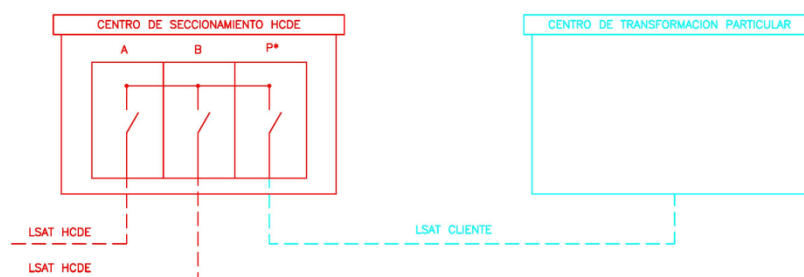 CENTRO DE SECCIONAMIENTO HCDE
CENTRO DE TRANSFORMACION PARTICULAR
A
B
P*
LSAT HCDE
LSAT CLIENTE
LSAT HCDE